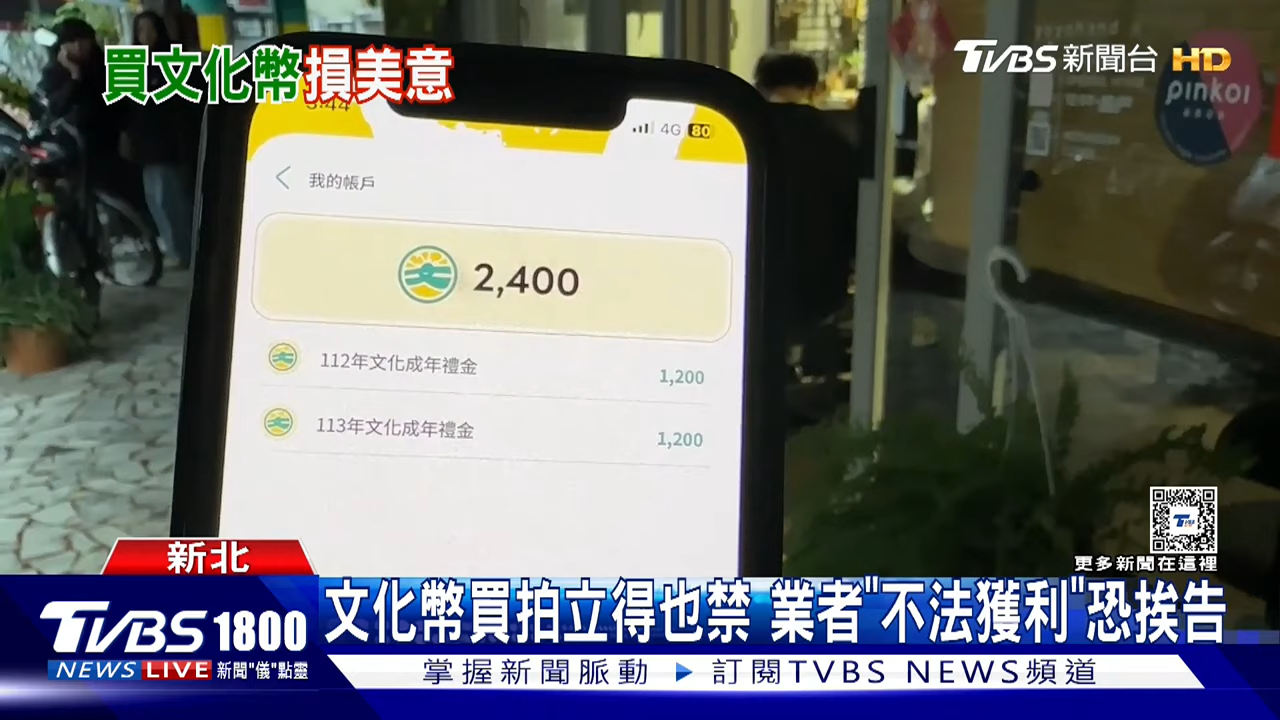 買文化幣損美意
TVBS新聞台 HD
pinkoi
3:44
4G 80
我的帳戶
2,400
112年文化成年禮金 1,200
113年文化成年禮金 1,200
更多新聞在這裡
新北
文化幣買拍立得也禁 業者"不法獲利"恐挨告
TVBS 1800
NEWS LIVE 新聞"儀"點靈
掌握新聞脈動 ▶ 訂閱TVBS NEWS頻道